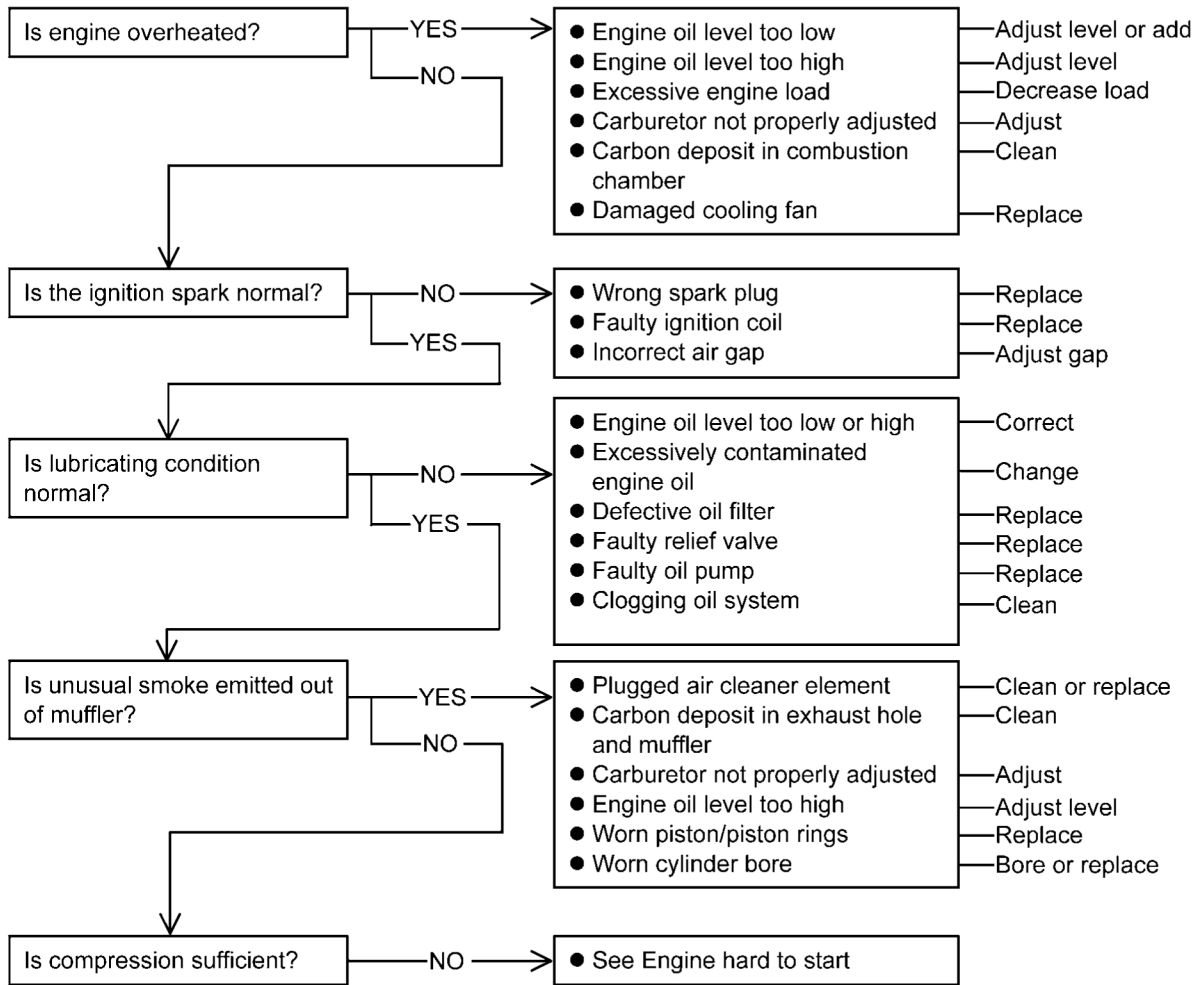 Is engine overheated?
YES
● Engine oil level too low
Adjust level or add
● Engine oil level too high
Adjust level
NO
● Excessive engine load
Decrease load
● Carburetor not properly adjusted
Adjust
● Carbon deposit in combustion
Clean
chamber
● Damaged cooling fan
Replace
Is the ignition spark normal?
NO
● Wrong spark plug
Replace
● Faulty ignition coil
Replace
YES
● Incorrect air gap
Adjust gap
Is lubricating condition
normal?
NO
● Engine oil level too low or high
Correct
● Excessively contaminated
engine oil
Change
YES
● Defective oil filter
Replace
● Faulty relief valve
Replace
● Faulty oil pump
Replace
● Clogging oil system
Clean
Is unusual smoke emitted out
of muffler?
YES
● Plugged air cleaner element
Clean or replace
● Carbon deposit in exhaust hole
Clean
and muffler
NO
● Carburetor not properly adjusted
Adjust
● Engine oil level too high
Adjust level
● Worn piston/piston rings
Replace
● Worn cylinder bore
Bore or replace
Is compression sufficient?
NO
● See Engine hard to start